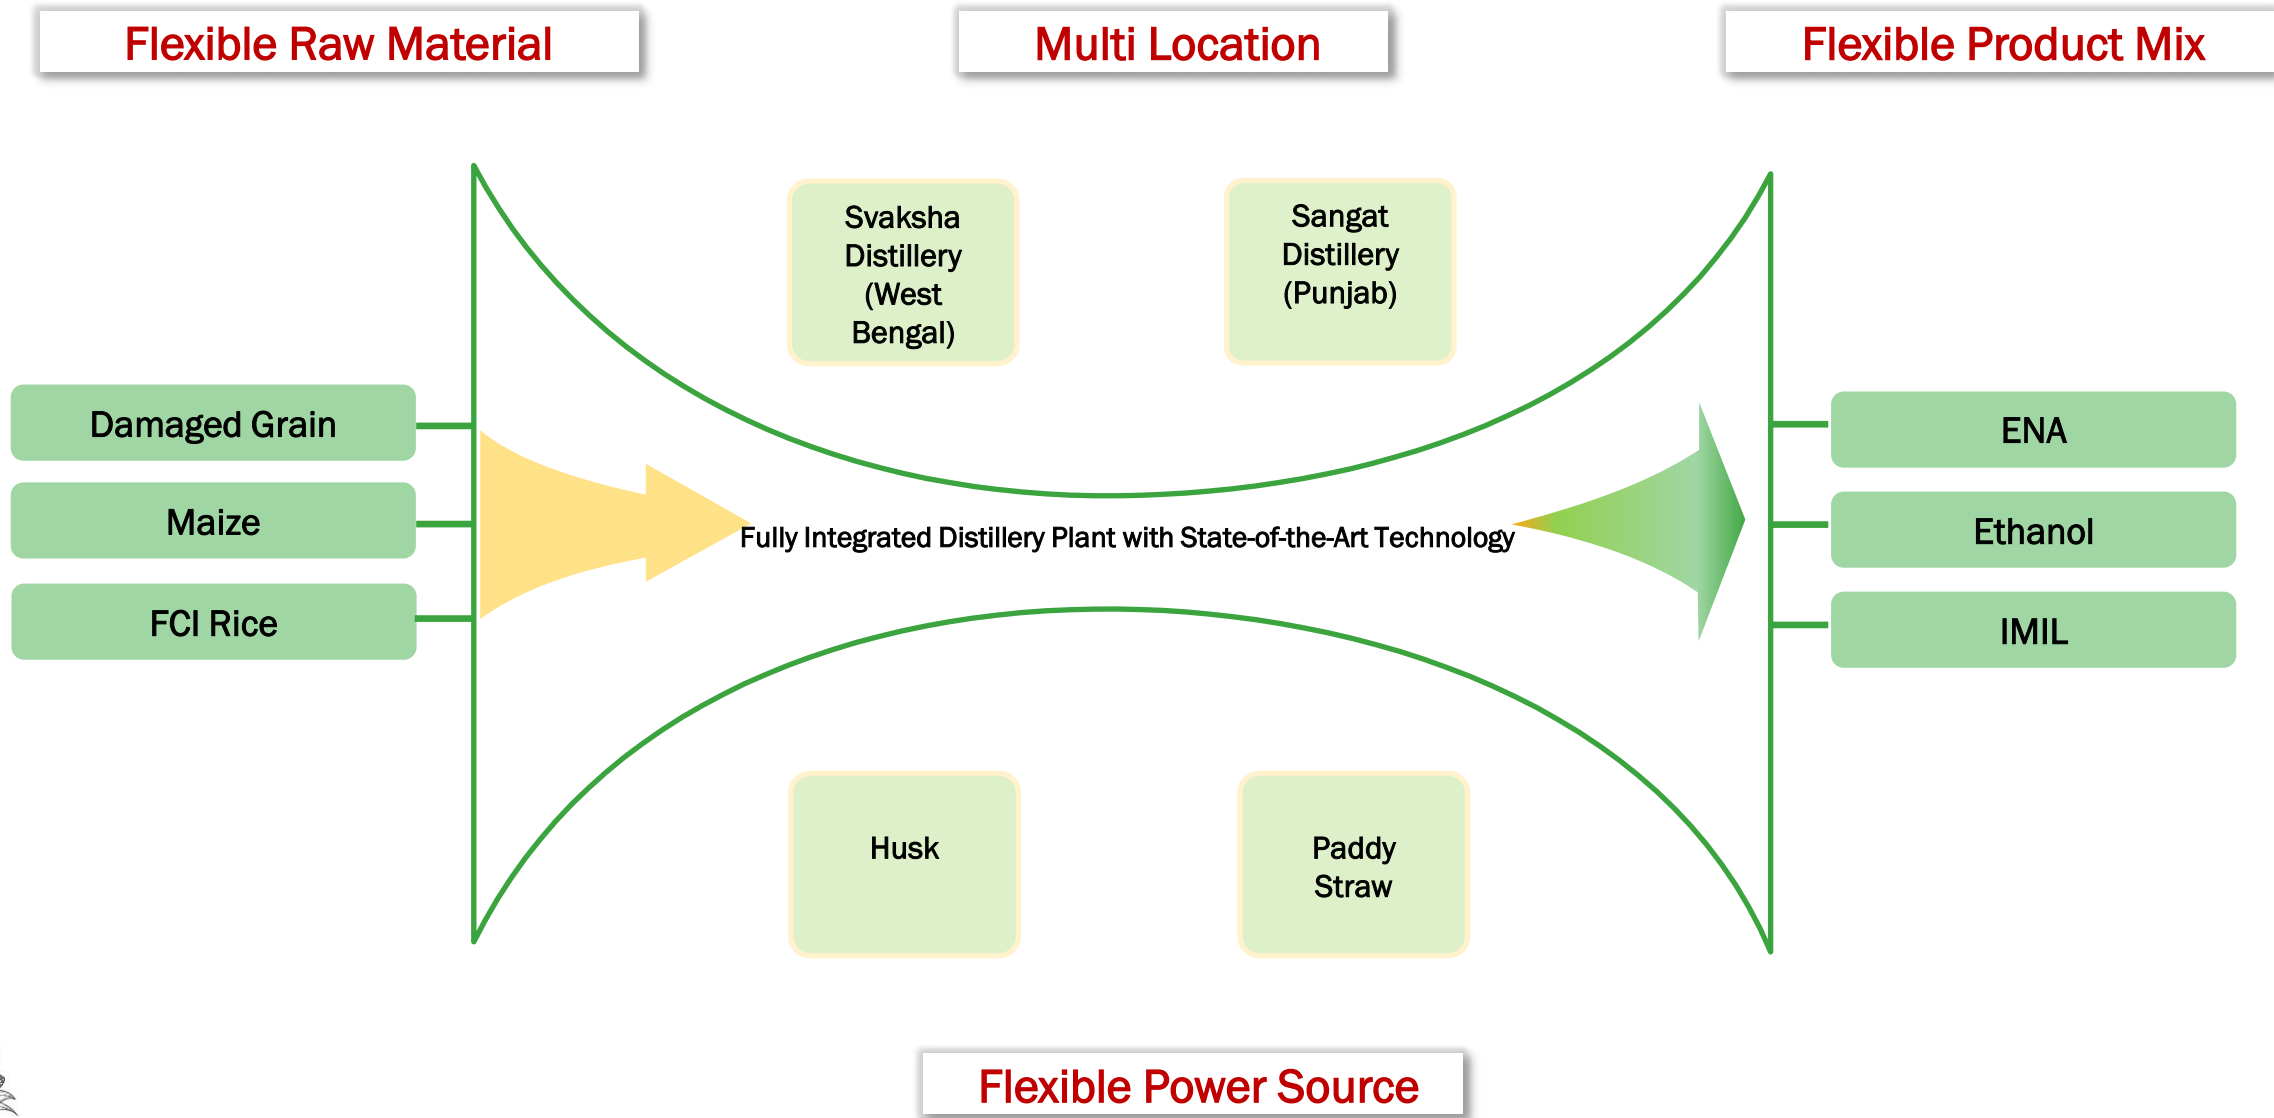 Flexible Raw Material
Multi Location
Flexible Product Mix
Svaksha
Distillery
(West
Bengal)
Sangat
Distillery
(Punjab)
Damaged Grain
Maize
FCI Rice
Fully Integrated Distillery Plant with State-of-the-Art Technology
ENA
Ethanol
IMIL
Husk
Paddy
Straw
Flexible Power Source